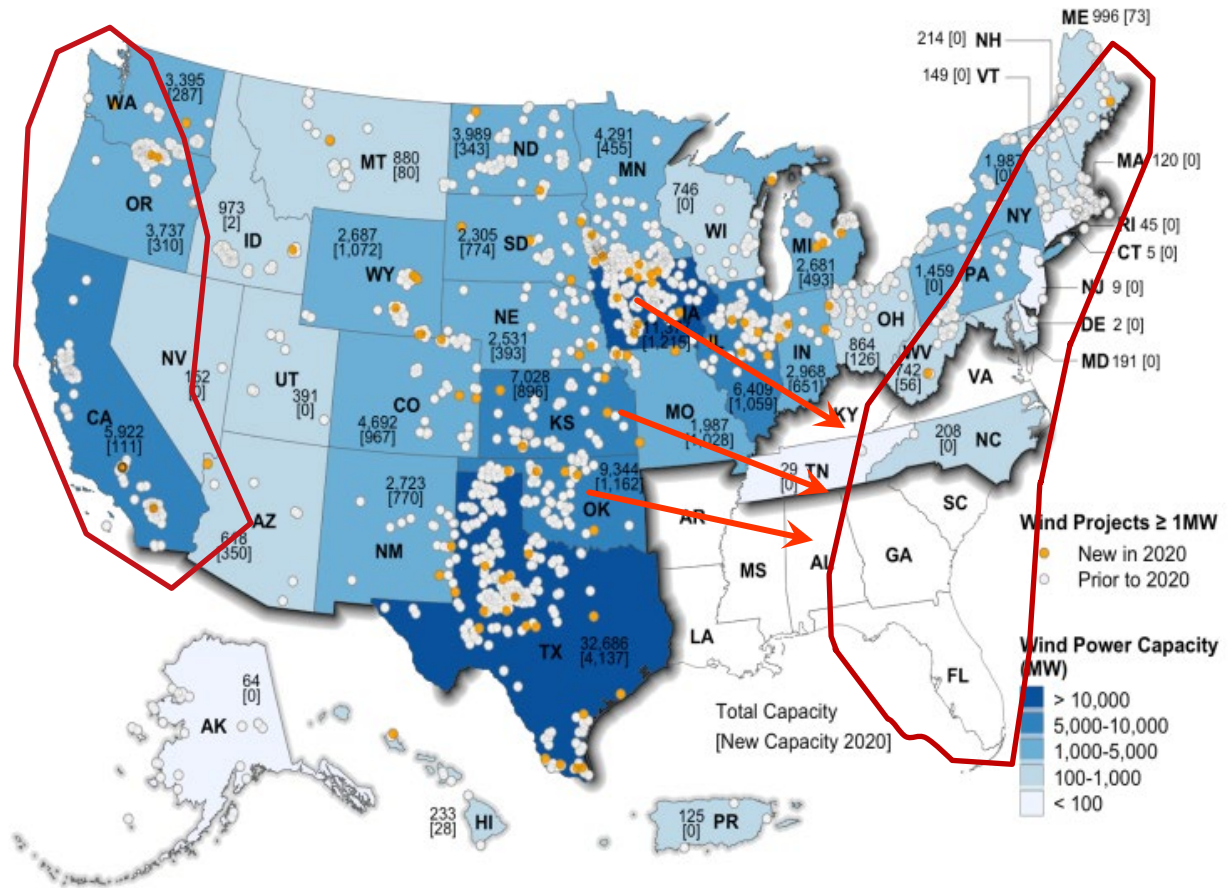 ME 996 [73]
214 [0] NH
149 [0] VT
WA
3,395
[287]
MT
880
[80]
3,989
[343]
ND
4,291
[455]
MN
1,987
[0]
MA 120 [0]
OR
3,737
[310]
973
[2]
ID
2,687
[1,072]
WY
2,305
[774]
SD
746
[0]
WI
MI
2,681
[493]
NY
RI 45 [0]
CT 5 [0]
1,459
[0]
PA
NJ 9 [0]
NE
2,531
[393]
IA
[1,215]
IL
6,409
[1,059]
IN
2,968
[651]
OH
864
[126]
WV
742
[56]
DE 2 [0]
MD 191 [0]
VA
NV
152
[0]
UT
391
[0]
CO
4,692
[967]
7,028
[896]
KS
MO
1,987
[1,028]
KY
CA
5,922
[111]
AZ
618
[350]
2,723
[770]
NM
9,344
[1,162]
OK
AR
29
[0]
TN
208
[0]
NC
SC
MS
AL
GA
LA
TX
32,686
[4,137]
FL
Wind Projects ≥ 1MW
New in 2020
Prior to 2020
Wind Power Capacity
(MW)
> 10,000
5,000-10,000
1,000-5,000
100-1,000
< 100
Total Capacity
[New Capacity 2020]
64
[0]
AK
233
[28]
HI
125
[0]
PR